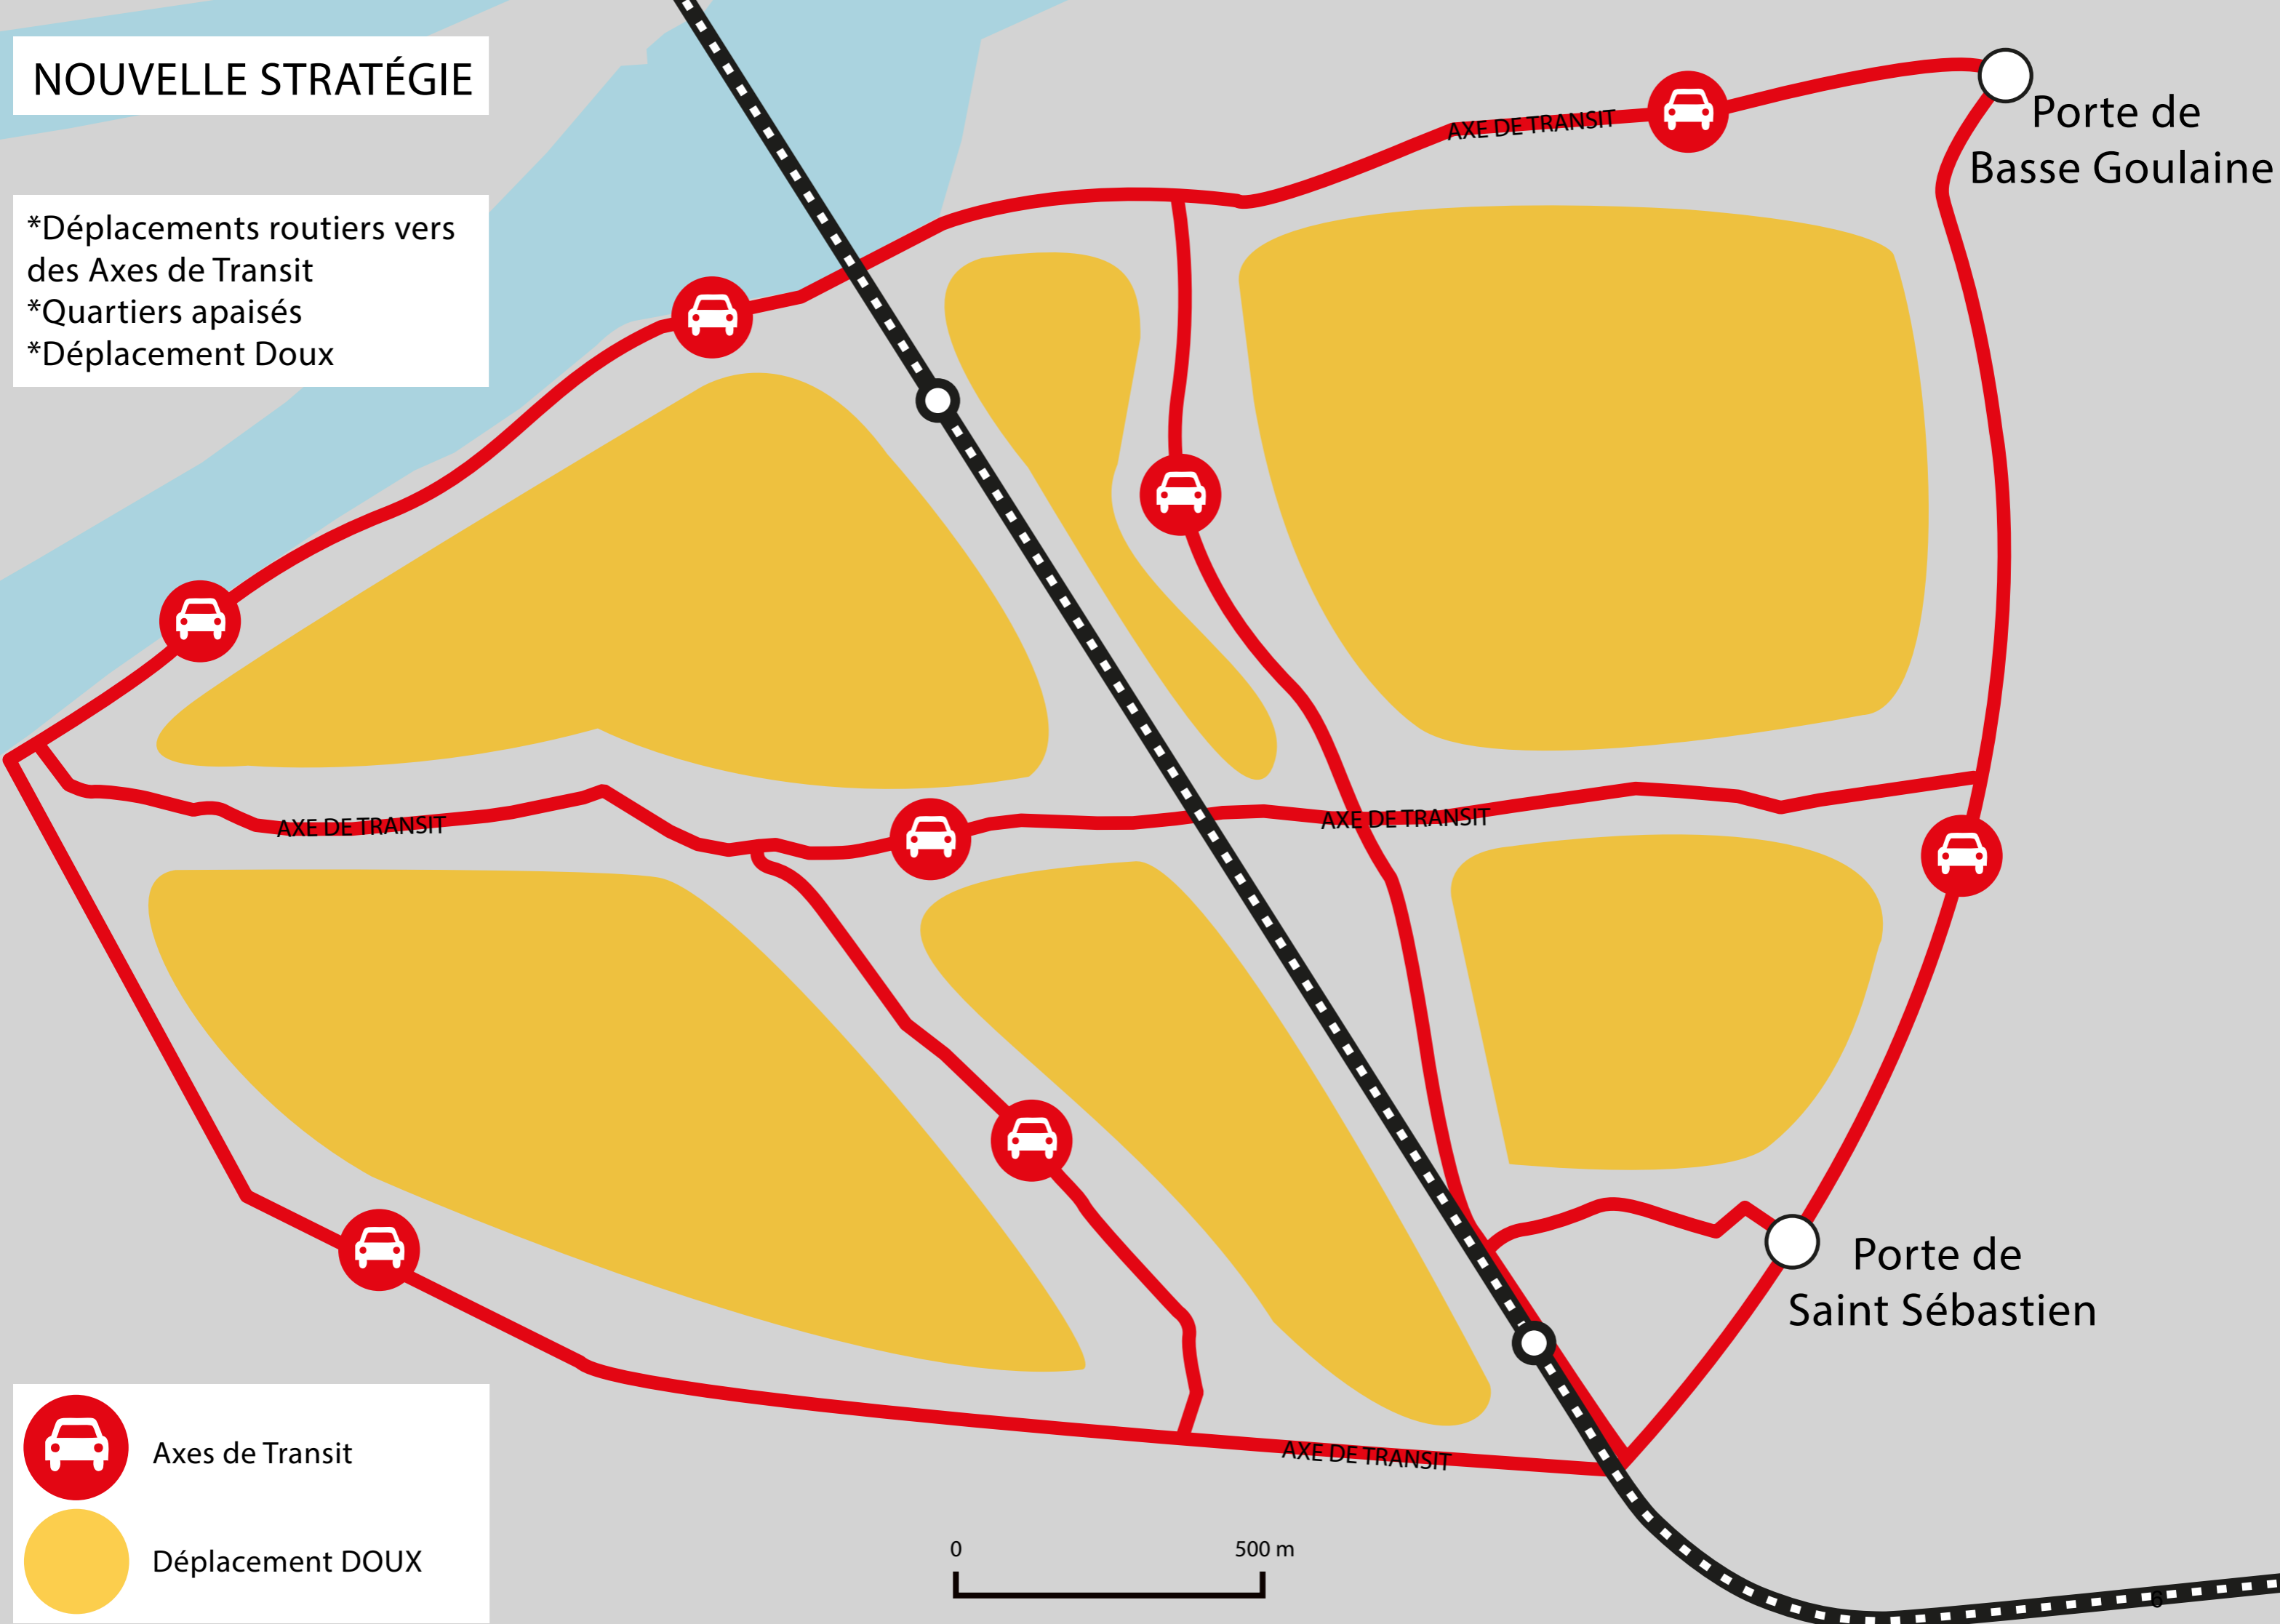 NOUVELLE STRATÉGIE
*Déplacements routiers vers
des Axes de Transit
*Quartiers apaisés
*Déplacement Doux
AXE DE TRANSIT
Porte de
Basse Goulaine
AXE DE TRANSIT
AXE DE TRANSIT
Porte de
Saint Sébastien
AXE DE TRANSIT
Axes de Transit
Déplacement DOUX
0 500 m
6